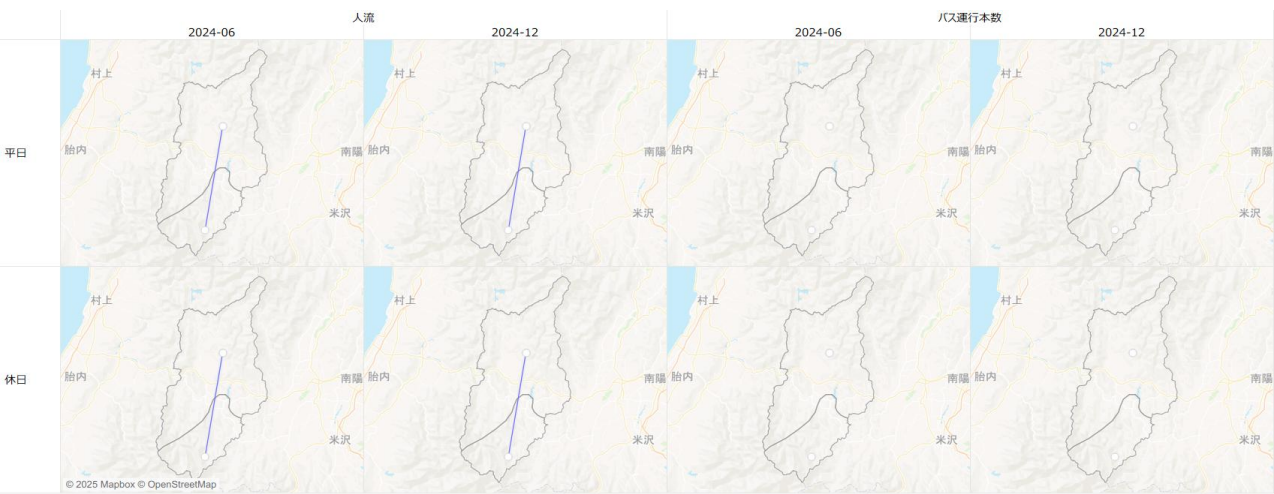 人流
バス運行本数
2024-06
2024-12
2024-06
2024-12
平日
村上
胎内
南陽
米沢
村上
胎内
南陽
米沢
村上
胎内
南陽
米沢
村上
胎内
南陽
米沢
休日
村上
胎内
南陽
米沢
© 2025 Mapbox © OpenStreetMap
村上
胎内
南陽
米沢
村上
胎内
南陽
米沢
村上
胎内
南陽
米沢